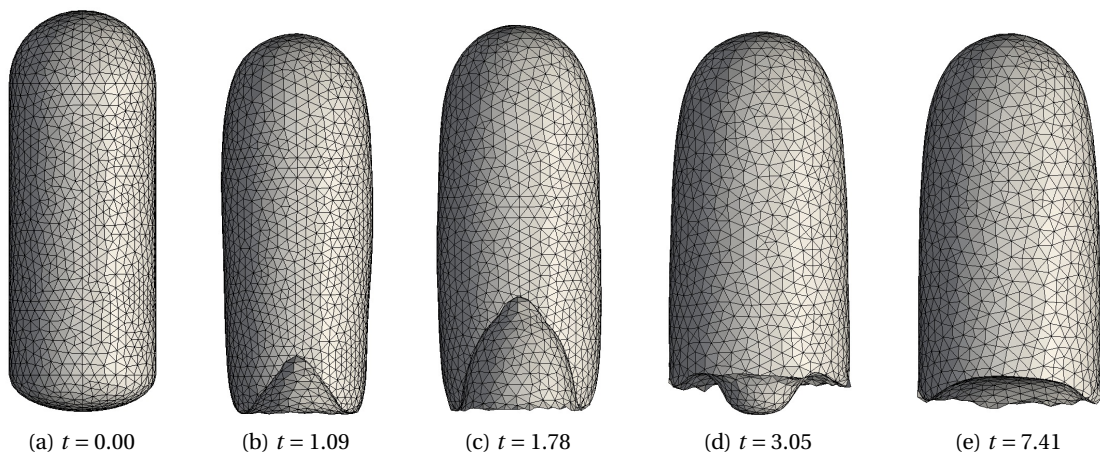 (a) t = 0.00 (b) t = 1.09 (c) t = 1.78 (d) t = 3.05 (e) t = 7.41